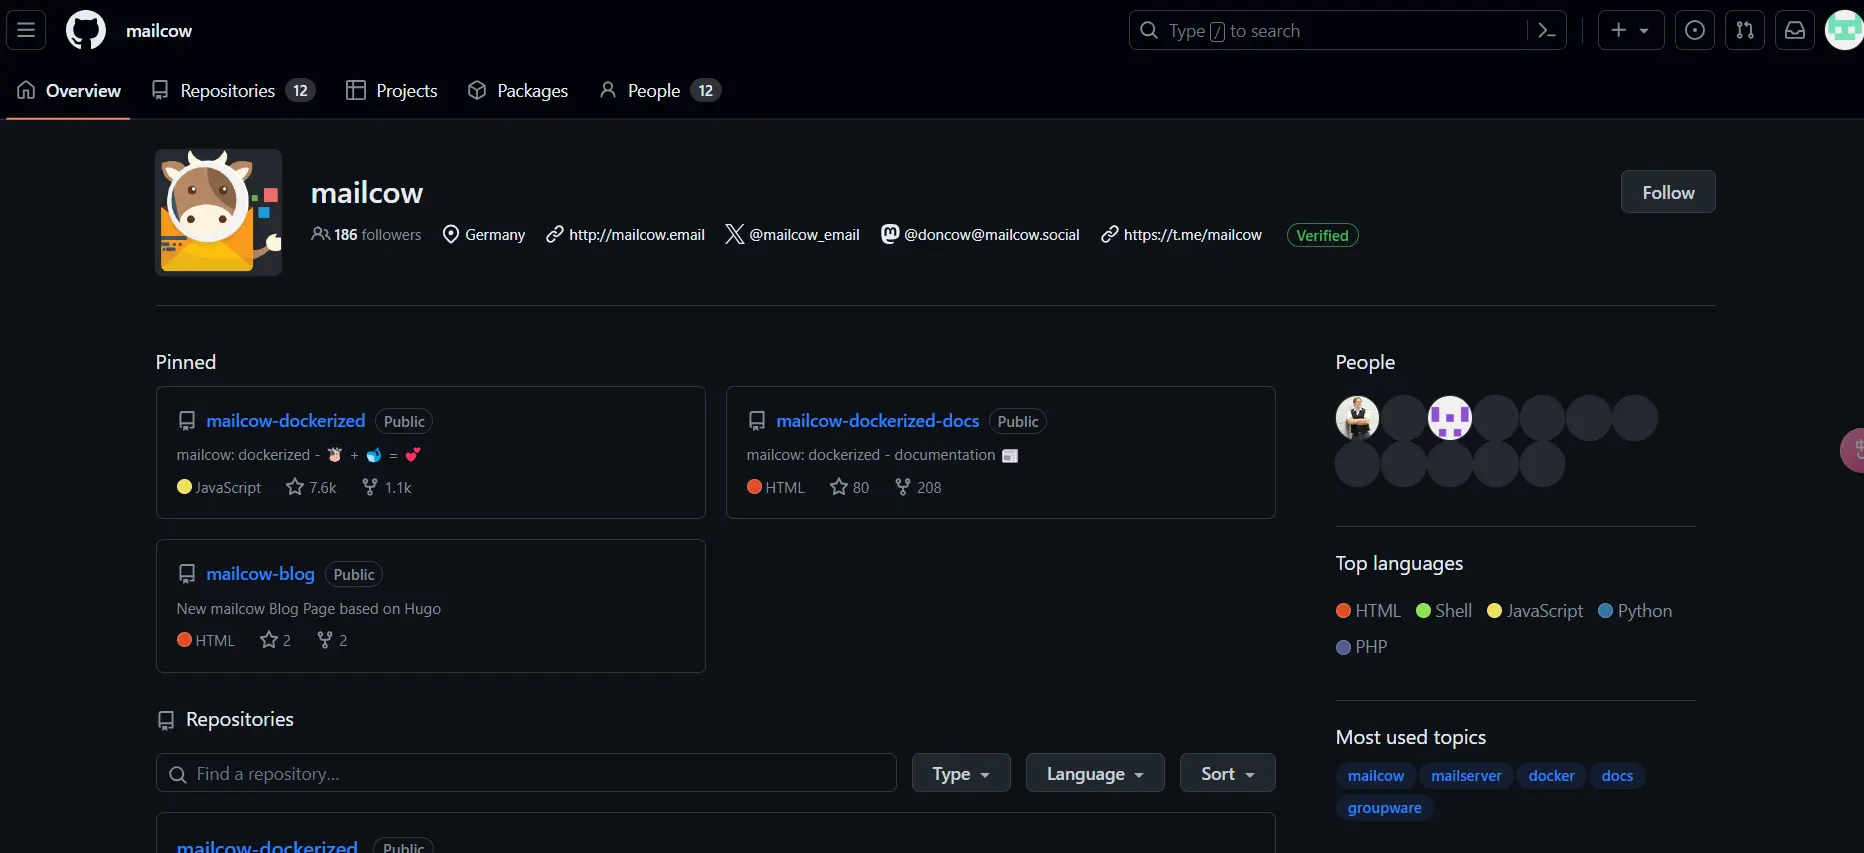 mailcow
Type / to search
Overview
Repositories 12
Projects
Packages
People 12
mailcow
Follow
186 followers
Germany
http://mailcow.email
@mailcow_email
@doncow@mailcow.social
https://t.me/mailcow
Verified
Pinned
mailcow-dockerized Public
mailcow: dockerized - 🐮 + 🐋 = 💕
JavaScript 7.6k 1.1k
mailcow-dockerized-docs Public
mailcow: dockerized - documentation 📰
HTML 80 208
mailcow-blog Public
New mailcow Blog Page based on Hugo
HTML 2 2
Repositories
Find a repository...
Type
Language
Sort
mailcow-dockerized Public
People
Top languages
HTML Shell JavaScript Python
PHP
Most used topics
mailcow mailserver docker docs
groupware